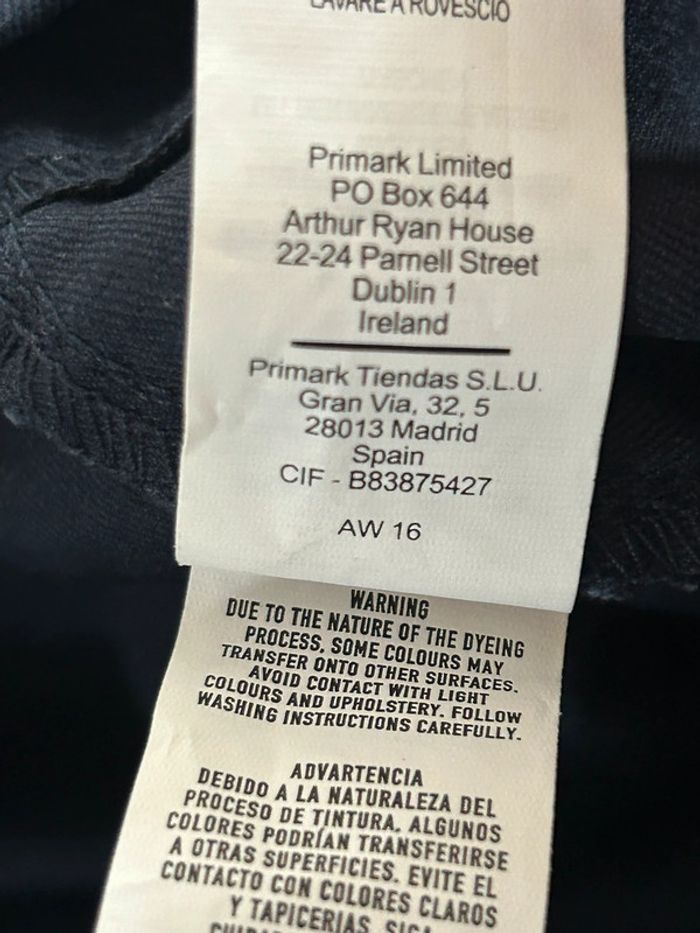 LAVARE A ROVESCIO
Primark Limited
PO Box 644
Arthur Ryan House
22-24 Parnell Street
Dublin 1
Ireland
Primark Tiendas S.L.U.
Gran Via, 32, 5
28013 Madrid
Spain
CIF - B83875427
AW 16
WARNING
DUE TO THE NATURE OF THE DYEING
PROCESS, SOME COLOURS MAY
TRANSFER ONTO OTHER SURFACES.
AVOID CONTACT WITH LIGHT
COLOURS AND UPHOLSTERY. FOLLOW
WASHING INSTRUCTIONS CAREFULLY.
ADVARTENCIA
DEBIDO A LA NATURALEZA DEL
PROCESO DE TINTURA, ALGUNOS
COLORES PODRÍAN TRANSFERIRSE
A OTRAS SUPERFICIES. EVITE EL
CONTACTO CON COLORES CLAROS
Y TAPICERIAS. SIGA